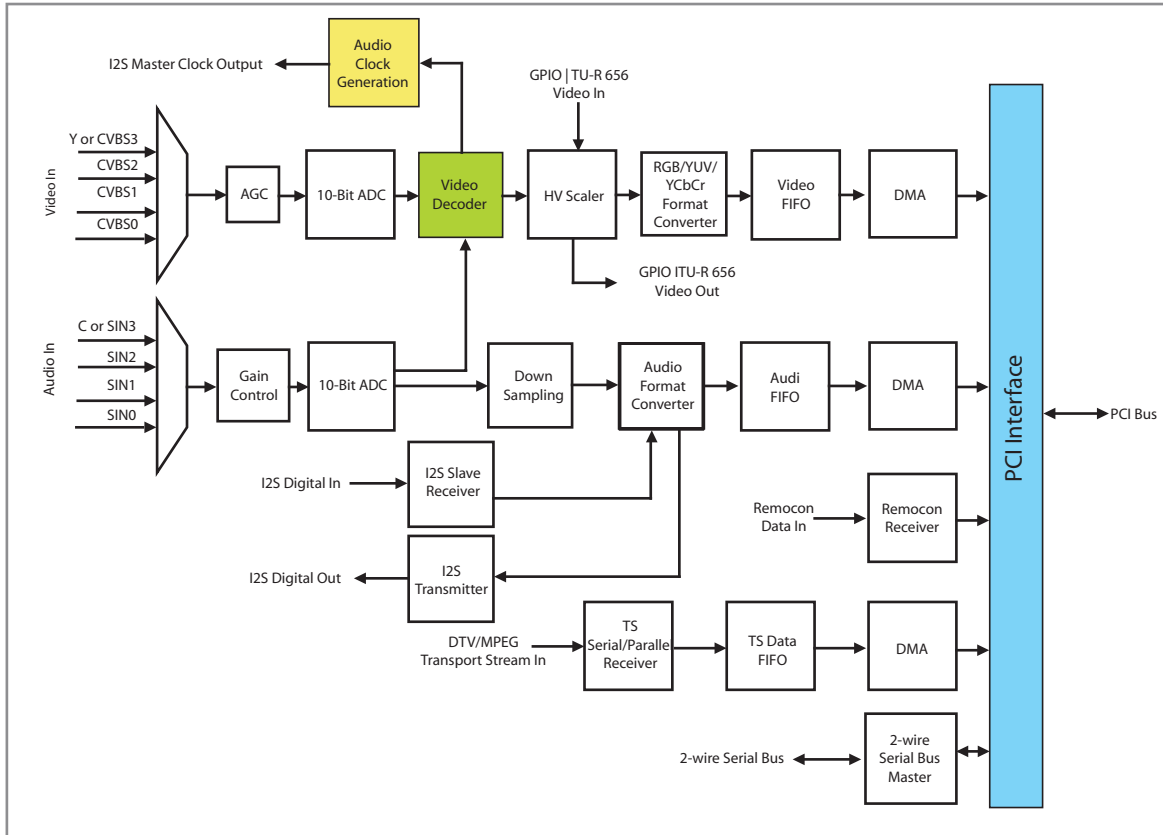 I2S Master Clock Output
Audio
Clock
Generation
GPIO | TU-R 656
Video In
Video In
Y or CVBS3
CVBS2
CVBS1
CVBS0
AGC
10-Bit ADC
Video
Decoder
HV Scaler
RGB/YUV/
YCbCr
Format
Converter
Video
FIFO
DMA
GPIO ITU-R 656
Video Out
Audio In
C or SIN3
SIN2
SIN1
SIN0
Gain
Control
10-Bit ADC
Down
Sampling
Audio
Format
Converter
Audi
FIFO
DMA
PCI Interface
PCI Bus
I2S Digital In
I2S Slave
Receiver
Remocon
Data In
Remocon
Receiver
I2S Digital Out
I2S
Transmitter
DTV/MPEG
Transport Stream In
TS
Serial/Paralle
Receiver
TS Data
FIFO
DMA
2-wire Serial Bus
2-wire
Serial Bus
Master